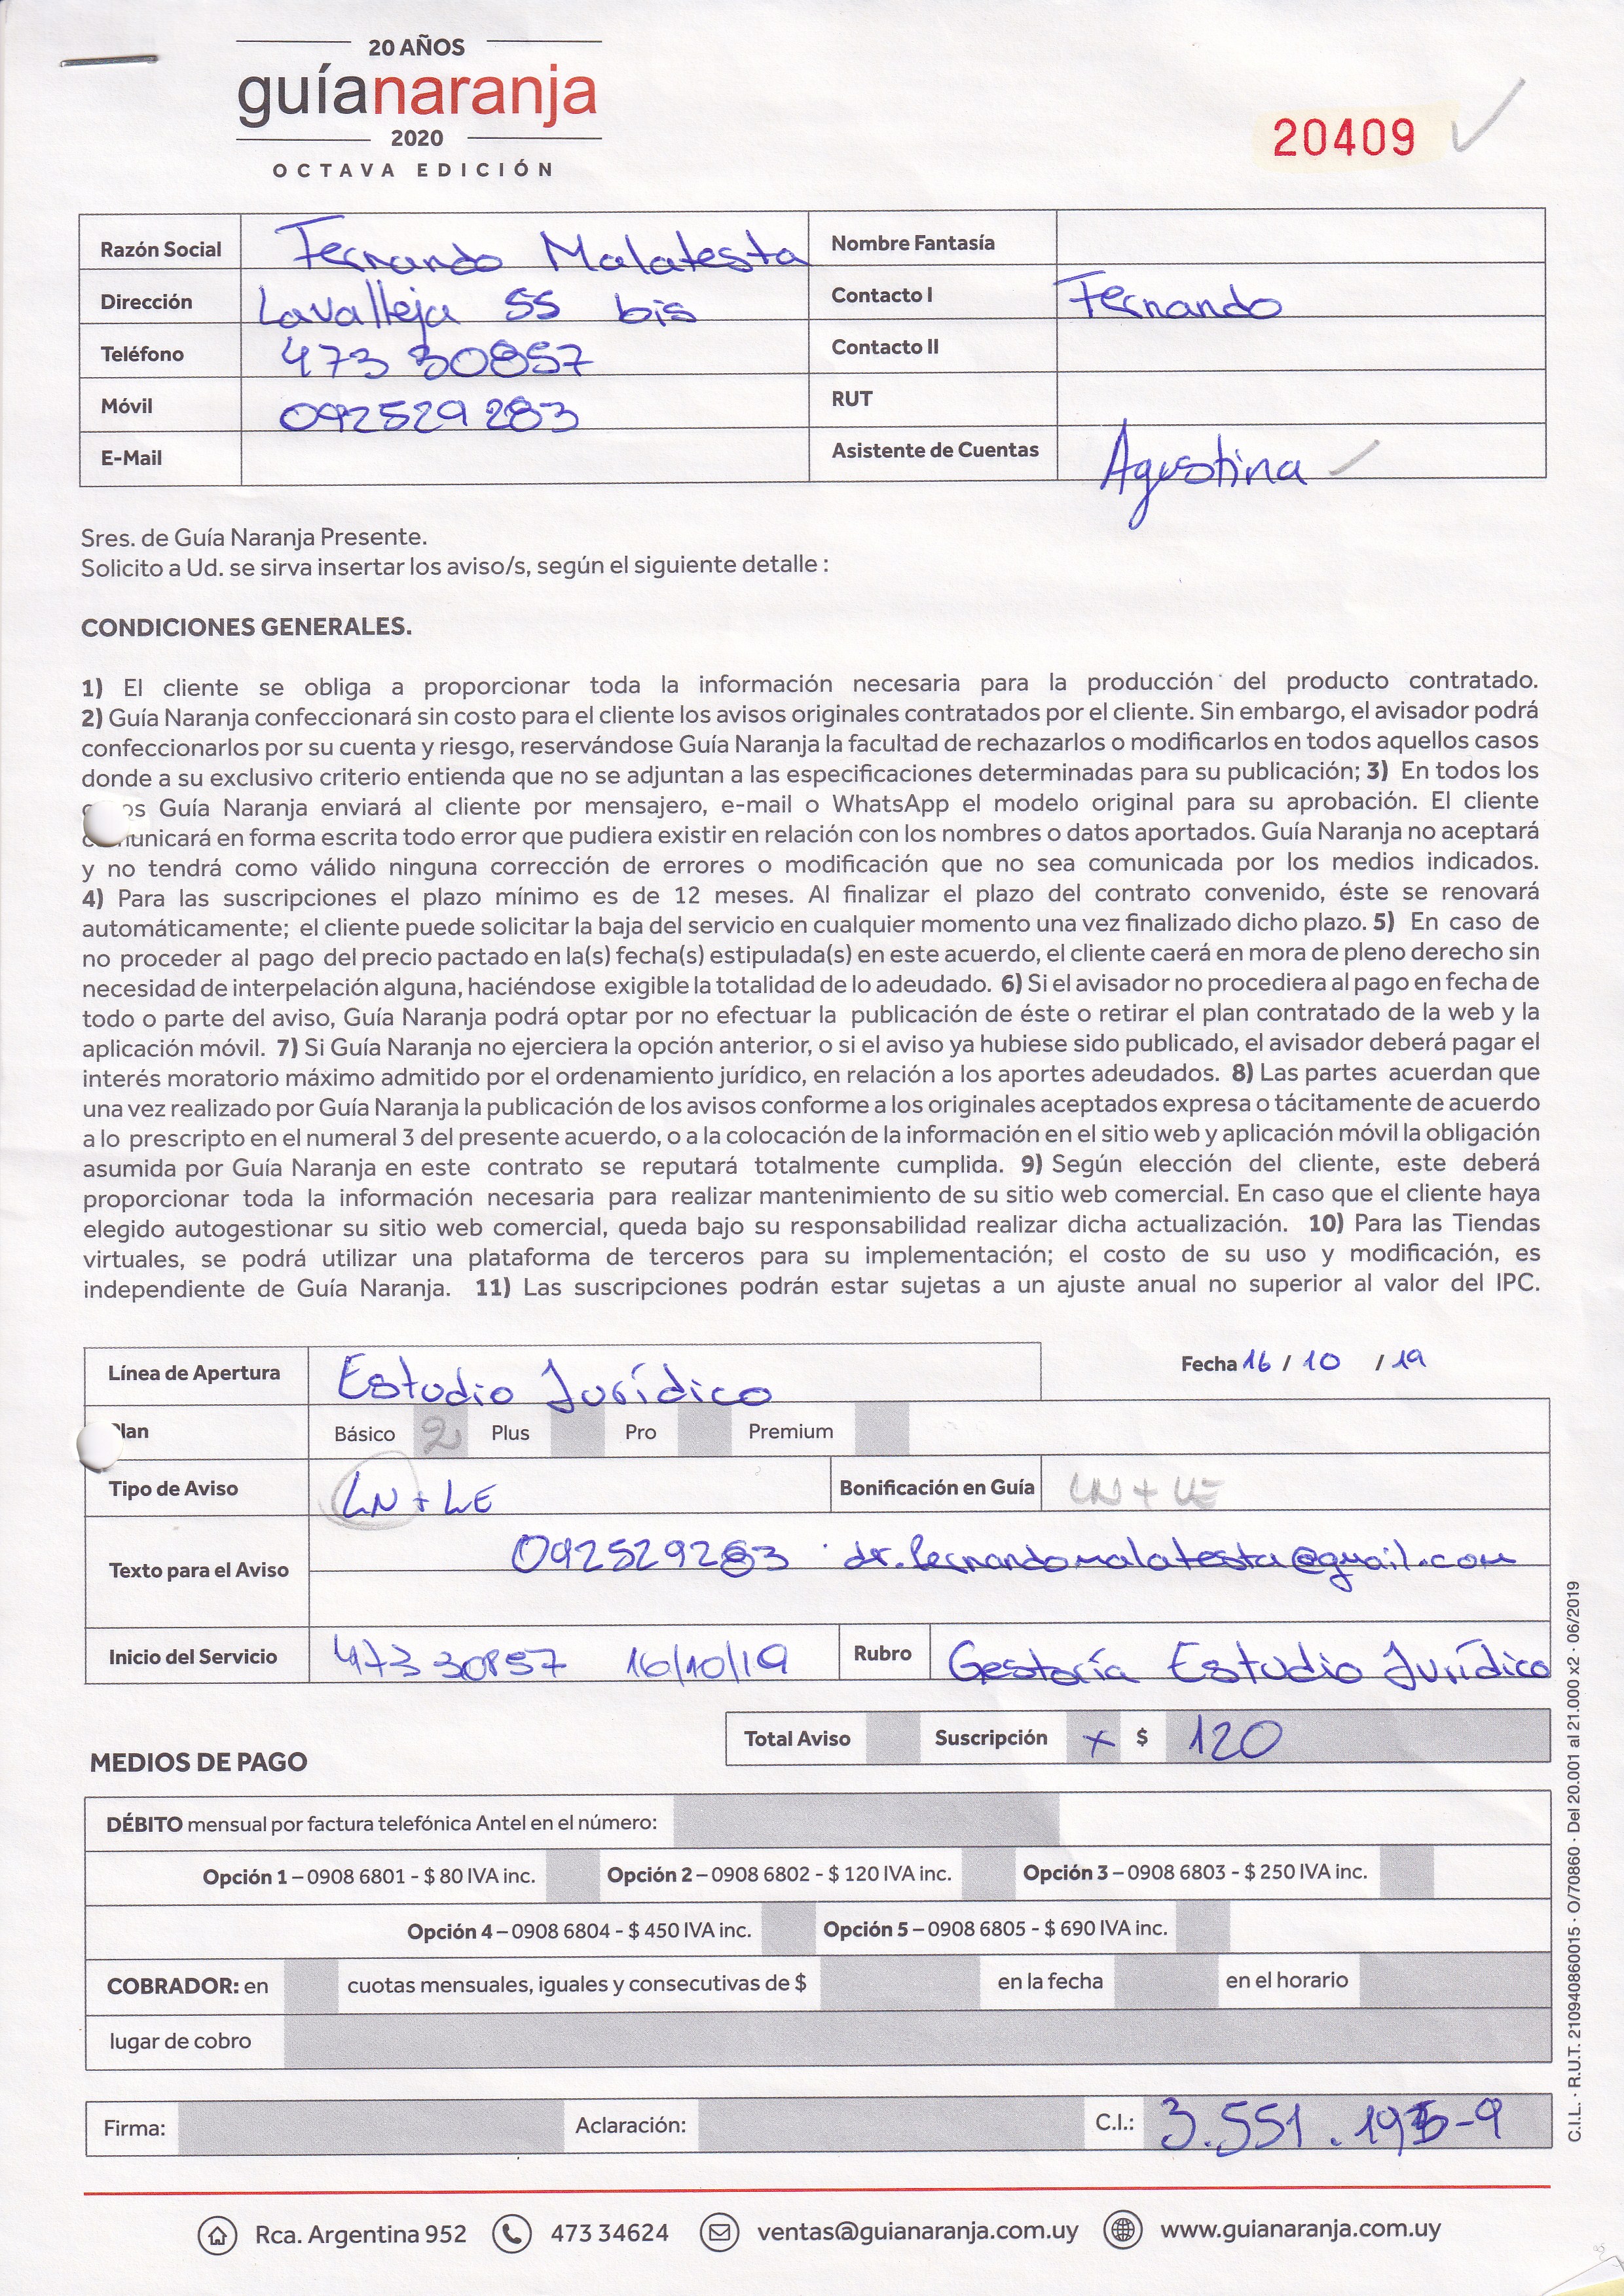 20 AÑOS
guíanaranja
2020
OCTAVA EDICIÓN
20409
Razón Social Fernando Malatesta Nombre Fantasía
Dirección Lavalleja 55 bis Contacto I Fernando
Teléfono 473 30857 Contacto II
Móvil 092529283 RUT
E-Mail Asistente de Cuentas Agustina
Sres. de Guía Naranja Presente.
Solicito a Ud. se sirva insertar los aviso/s, según el siguiente detalle :
CONDICIONES GENERALES.
1) El cliente se obliga a proporcionar toda la información necesaria para la producción del producto contratado.
2) Guía Naranja confeccionará sin costo para el cliente los avisos originales contratados por el cliente. Sin embargo, el avisador podrá
confeccionarlos por su cuenta y riesgo, reservándose Guía Naranja la facultad de rechazarlos o modificarlos en todos aquellos casos
donde a su exclusivo criterio entienda que no se adjuntan a las especificaciones determinadas para su publicación; 3) En todos los
Guía Naranja enviará al cliente por mensajero, e-mail o WhatsApp el modelo original para su aprobación. El cliente
en forma escrita todo error que pudiera existir en relación con los nombres o datos aportados. Guía Naranja no aceptará
y no tendrá como válido ninguna corrección de errores o modificación que no sea comunicada por los medios indicados.
4) Para las suscripciones el plazo mínimo es de 12 meses. Al finalizar el plazo del contrato convenido, éste se renovará
automáticamente; el cliente puede solicitar la baja del servicio en cualquier momento una vez finalizado dicho plazo. 5) En caso de
no proceder al pago del precio pactado en la(s) fecha(s) estipulada(s) en este acuerdo, el cliente caerá en mora de pleno derecho sin
necesidad de interpelación alguna, haciéndose exigible la totalidad de lo adeudado. 6) Si el avisador no procediera al pago en fecha de
todo o parte del aviso, Guía Naranja podrá optar por no efectuar la publicación de éste o retirar el plan contratado de la web y la
aplicación móvil. 7) Si Guía Naranja no ejerciera la opción anterior, o si el aviso ya hubiese sido publicado, el avisador deberá pagar el
interés moratorio máximo admitido por el ordenamiento jurídico, en relación a los aportes adeudados. 8) Las partes acuerdan que
una vez realizado por Guía Naranja la publicación de los avisos conforme a los originales aceptados expresa o tácitamente de acuerdo
a lo prescripto en el numeral 3 del presente acuerdo, o a la colocación de la información en el sitio web y aplicación móvil la obligación
asumida por Guía Naranja en este contrato se reputará totalmente cumplida. 9) Según elección del cliente, este deberá
proporcionar toda la información necesaria para realizar mantenimiento de su sitio web comercial. En caso que el cliente haya
elegido autogestionar su sitio web comercial, queda bajo su responsabilidad realizar dicha actualización. 10) Para las Tiendas
virtuales, se podrá utilizar una plataforma de terceros para su implementación; el costo de su uso y modificación, es
independiente de Guía Naranja. 11) Las suscripciones podrán estar sujetas a un ajuste anual no superior al valor del IPC.
Línea de Apertura Estudio Jurídico Fecha 16 / 10 / 19
Plan Básico 2 Plus Pro Premium
Tipo de Aviso LN + LE Bonificación en Guía LN + LE
Texto para el Aviso 092529283 dr.fernandomalatesta@gmail.com
Inicio del Servicio 473 30857 16/10/19 Rubro Gestoría Estudio Jurídico
Total Aviso Suscripción x $ 120
MEDIOS DE PAGO
DÉBITO mensual por factura telefónica Antel en el número:
Opción 1 – 0908 6801 - $ 80 IVA inc. Opción 2 – 0908 6802 - $ 120 IVA inc. Opción 3 – 0908 6803 - $ 250 IVA inc.
Opción 4 – 0908 6804 - $ 450 IVA inc. Opción 5 – 0908 6805 - $ 690 IVA inc.
COBRADOR: en cuotas mensuales, iguales y consecutivas de $ en la fecha en el horario
lugar de cobro
Firma: Aclaración: C.I.: 3.551.195-9
Rca. Argentina 952 473 34624 ventas@guianaranja.com.uy www.guianaranja.com.uy
C.I.L. · R.U.T. 210940860015 · O/70860 · Del 20.001 al 21.000 x2 · 06/2019